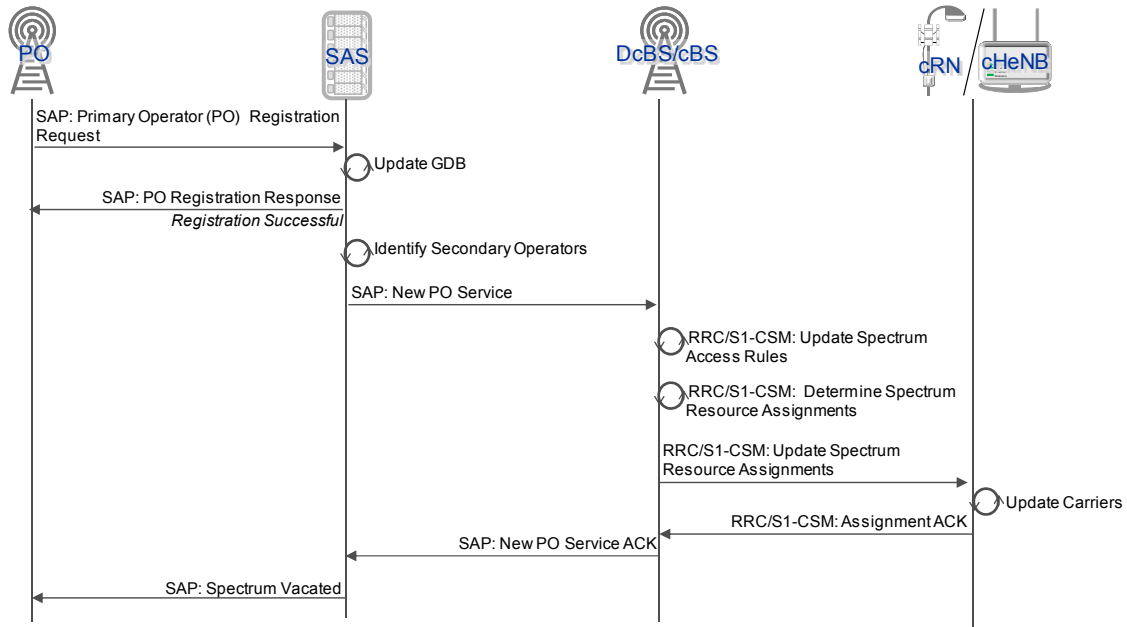 PO
SAS
DcBS/cBS
cRN
cHeNB
SAP: Primary Operator (PO) Registration
Request
Update GDB
SAP: PO Registration Response
Registration Successful
Identify Secondary Operators
SAP: New PO Service
RRC/S1-CSM: Update Spectrum
Access Rules
RRC/S1-CSM: Determine Spectrum
Resource Assignments
RRC/S1-CSM: Update Spectrum
Resource Assignments
Update Carriers
RRC/S1-CSM: Assignment ACK
SAP: New PO Service ACK
SAP: Spectrum Vacated